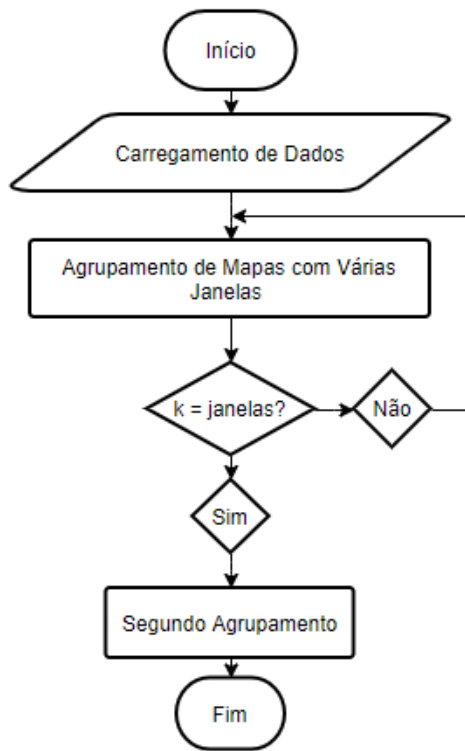 Início
Carregamento de Dados
Agrupamento de Mapas com Várias
Janelas
k = janelas?
Não
Sim
Segundo Agrupamento
Fim